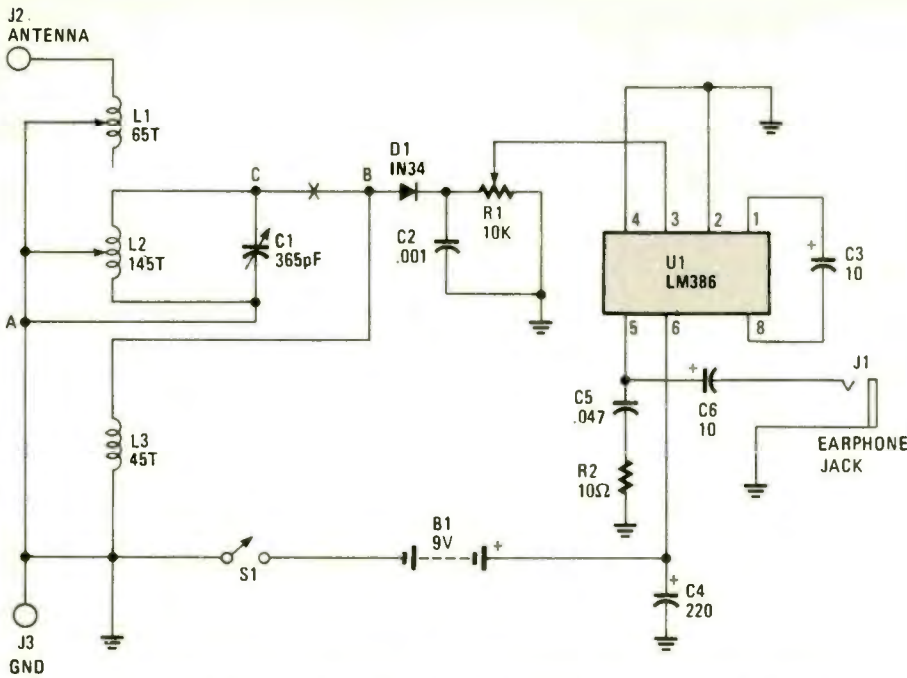 J2
ANTENNA
L1
65T
C
B
D1
IN34
R1
10K
L2
145T
C1
365pF
C2
.001
A
4
3
2
1
U1
LM386
5
6
8
C3
10
J1
C5
.047
C6
10
L3
45T
R2
10Ω
EARPHONE
JACK
B1
9V
S1
C4
220
J3
GND